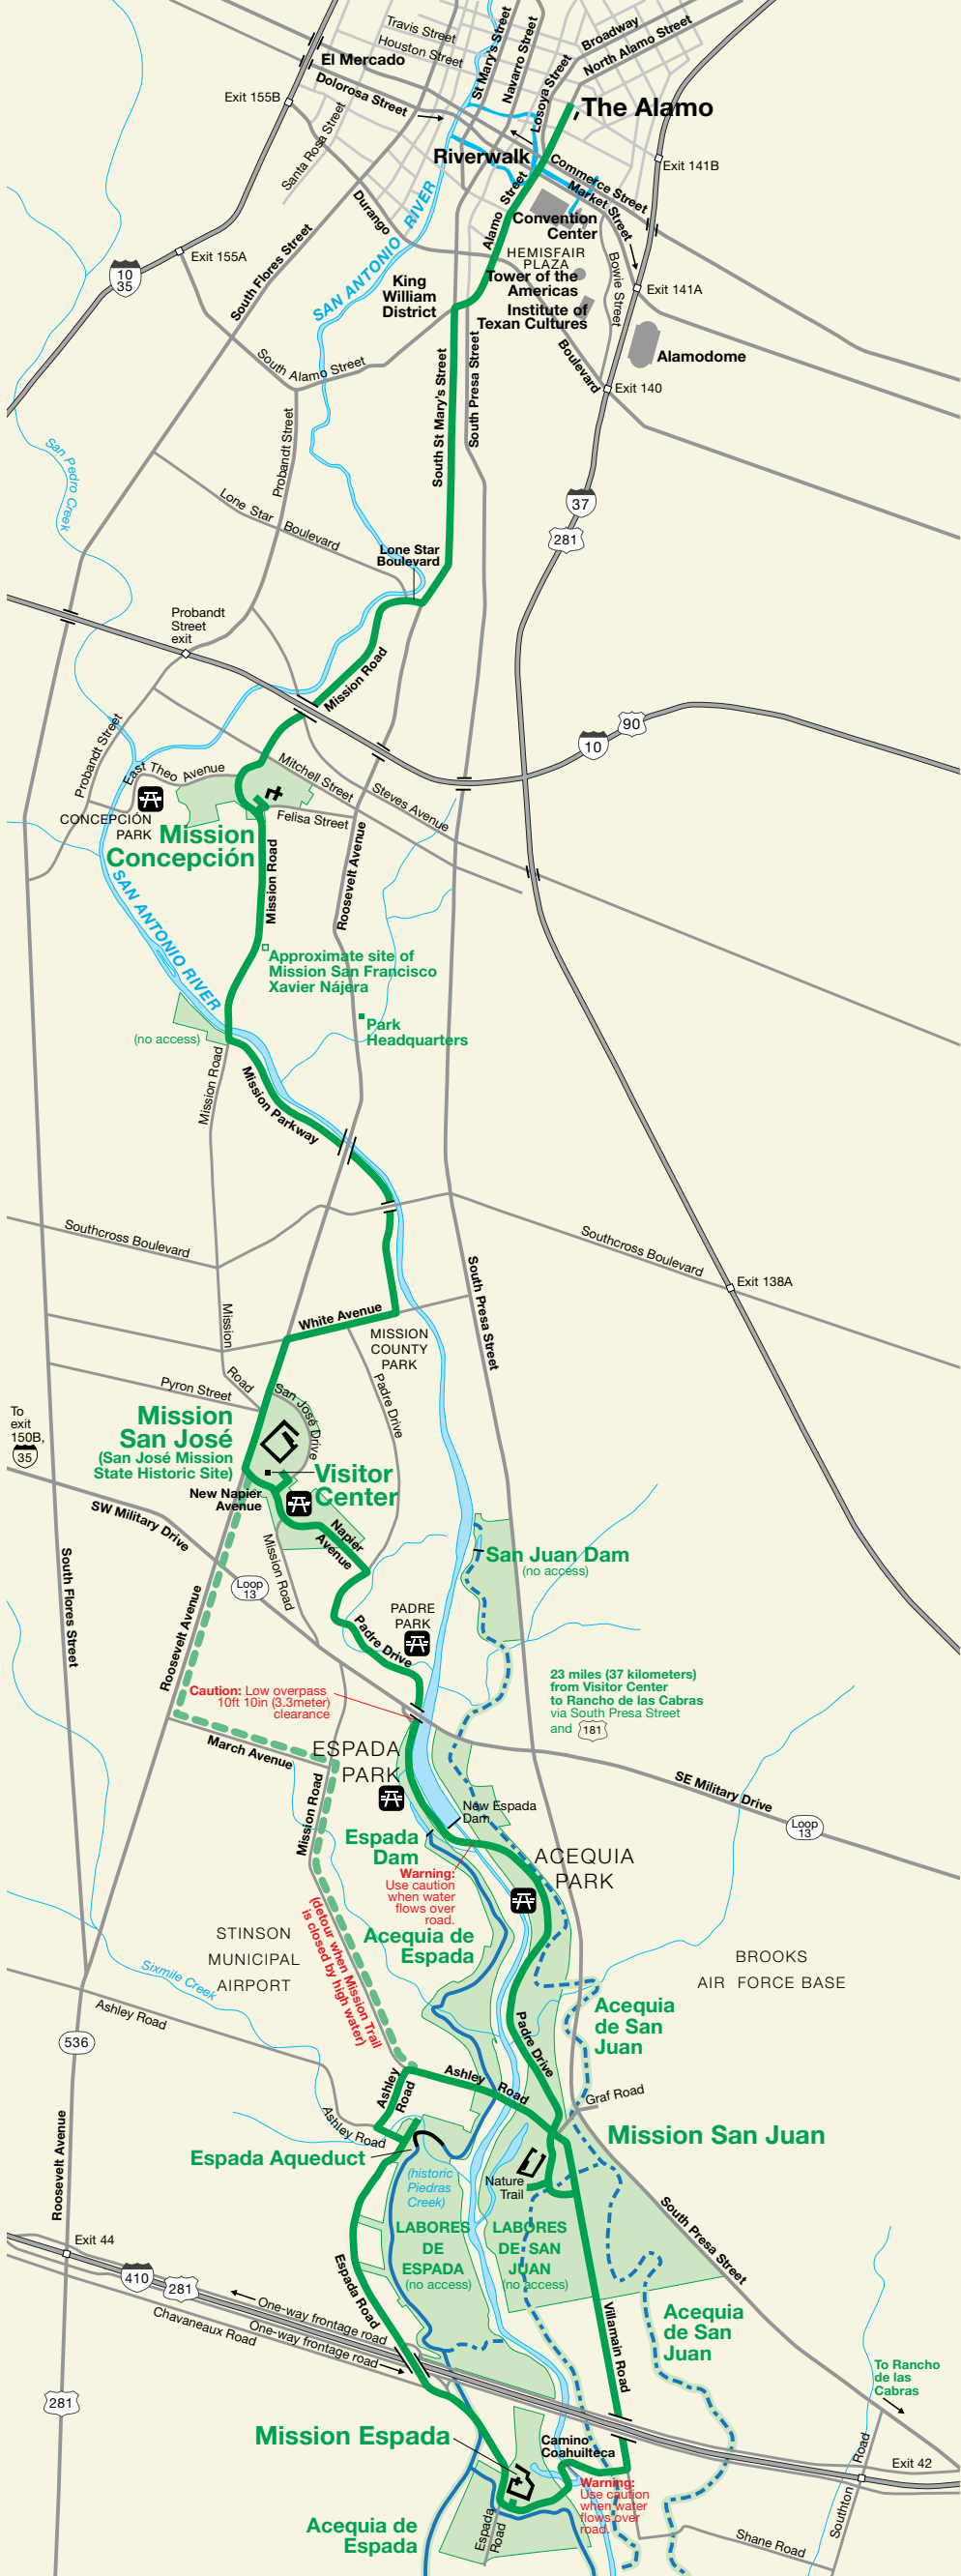 Travis Street
Houston Street
St Mary's Street
Navarro Street
Losoya Street
Broadway
North Alamo Street
El Mercado
Dolorosa Street
Exit 155B
The Alamo
Santa Rosa Street
Riverwalk
Commerce Street
Market Street
Exit 141B
Durango
SAN ANTONIO RIVER
Alamo Street
Convention
Center
HEMISFAIR
PLAZA
Tower of the
Americas
Institute of
Texan Cultures
Bowie Street
Exit 141A
Exit 155A
10
35
South Flores Street
King
William
District
South Alamo Street
South St Mary's Street
South Presa Street
Boulevard
Alamodome
Exit 140
Probandt Street
San Pedro Creek
Lone Star Boulevard
37
281
Lone Star
Boulevard
Probandt
Street
exit
Mission Road
90
10
Probandt Street
East Theo Avenue
Mitchell Street
Steves Avenue
CONCEPCIÓN
PARK
Felisa Street
Mission
Concepción
Mission Road
Roosevelt Avenue
SAN ANTONIO RIVER
Approximate site of
Mission San Francisco
Xavier Nájera
Park
Headquarters
(no access)
Mission Road
Mission Parkway
Southcross Boulevard
Southcross Boulevard
Exit 138A
South Presa Street
Mission
Road
White Avenue
MISSION
COUNTY
PARK
Pyron Street
San José Drive
Padre Drive
To
exit
150B,
35
Mission
San José
(San José Mission
State Historic Site)
Visitor
Center
New Napier
Avenue
SW Military Drive
Napier
Avenue
Mission Road
Loop
13
San Juan Dam
(no access)
South Flores Street
Roosevelt Avenue
PADRE
PARK
Padre Drive
Caution: Low overpass
10ft 10in (3.3meter)
clearance
23 miles (37 kilometers)
from Visitor Center
to Rancho de las Cabras
via South Presa Street
and 181
March Avenue
ESPADA
PARK
Mission Road
New Espada
Dam
SE Military Drive
Loop
13
Espada
Dam
Warning:
Use caution
when water
flows over
road.
ACEQUIA
PARK
Acequia de
Espada
(detour when Mission Trail
is closed by high water)
STINSON
MUNICIPAL
AIRPORT
Sixmile Creek
BROOKS
AIR FORCE BASE
Ashley Road
Acequia
de San
Juan
Padre Drive
536
Ashley
Road
Ashley Road
Graf Road
Ashley Road
Mission San Juan
Espada Aqueduct
(historic
Piedras
Creek)
Nature
Trail
LABORES
DE
ESPADA
(no access)
LABORES
DE SAN
JUAN
(no access)
South Presa Street
Roosevelt Avenue
Exit 44
410
281
Espada Road
One-way frontage road
One-way frontage road
Chavaneaux Road
Villamain Road
Acequia
de San
Juan
To Rancho
de las
Cabras
281
Mission Espada
Camino
Coahuilteca
Exit 42
Warning:
Use caution
when water
flows over
road.
Southton Road
Espada
Road
Acequia de
Espada
Shane Road